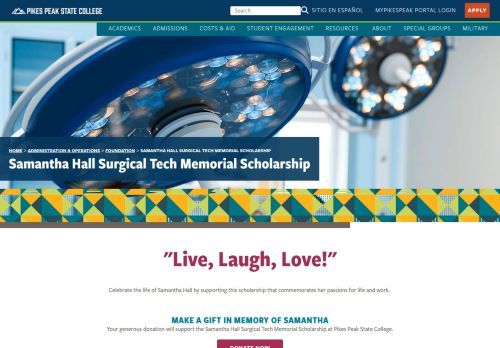 PIKES PEAK STATE COLLEGE
Search
SITIO EN ESPAÑOL
MYPIKESPEAK PORTAL LOGIN
APPLY
ACADEMICS ADMISSIONS COSTS & AID STUDENT ENGAGEMENT RESOURCES ABOUT SPECIAL GROUPS MILITARY
HOME > ADMINISTRATION & OPERATIONS > FOUNDATION > SAMANTHA HALL SURGICAL TECH MEMORIAL SCHOLARSHIP
Samantha Hall Surgical Tech Memorial Scholarship
"Live, Laugh, Love!"
Celebrate the life of Samantha Hall by supporting this scholarship that commemorates her passions for life and work.
MAKE A GIFT IN MEMORY OF SAMANTHA
Your generous donation will support the Samantha Hall Surgical Tech Memorial Scholarship at Pikes Peak State College.
DONATE NOW